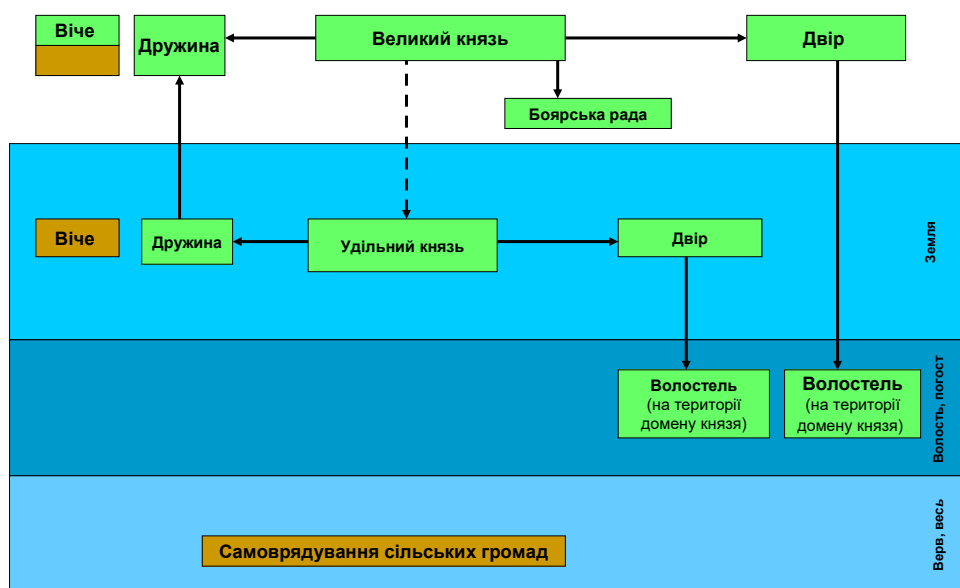 Віче
Дружина
Великий князь
Двір
Боярська рада
Віче
Дружина
Удільний князь
Двір
Земля
Волостель
(на території
домену князя)
Волостель
(на території
домену князя)
Волость, погост
Самоврядування сільських громад
Верв, весь